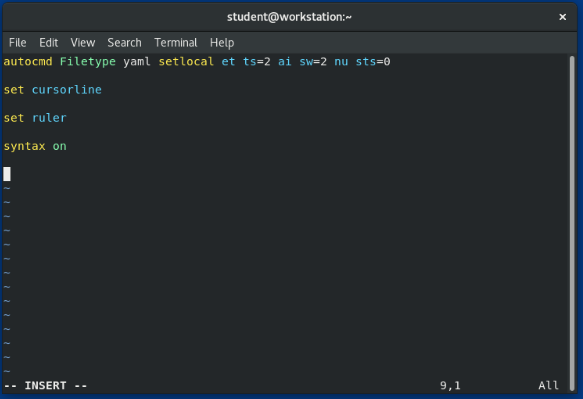 student@workstation:~ ×
File Edit View Search Terminal Help
autocmd Filetype yaml setlocal et ts=2 ai sw=2 nu sts=0
set cursorline
set ruler
syntax on
~
~
~
~
~
~
~
~
~
~
~
~
~
~
-- INSERT -- 9,1 All